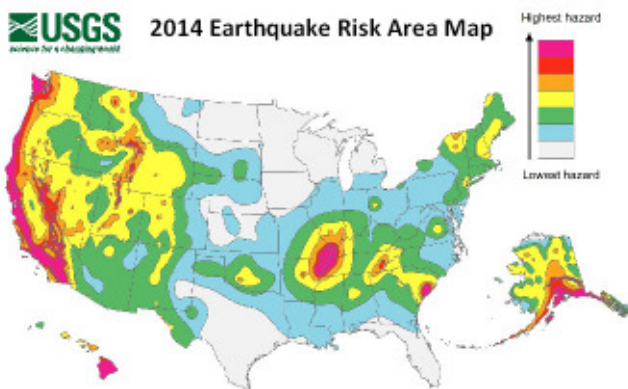 USGS
science for a changing world
2014 Earthquake Risk Area Map
Highest hazard
Lowest hazard